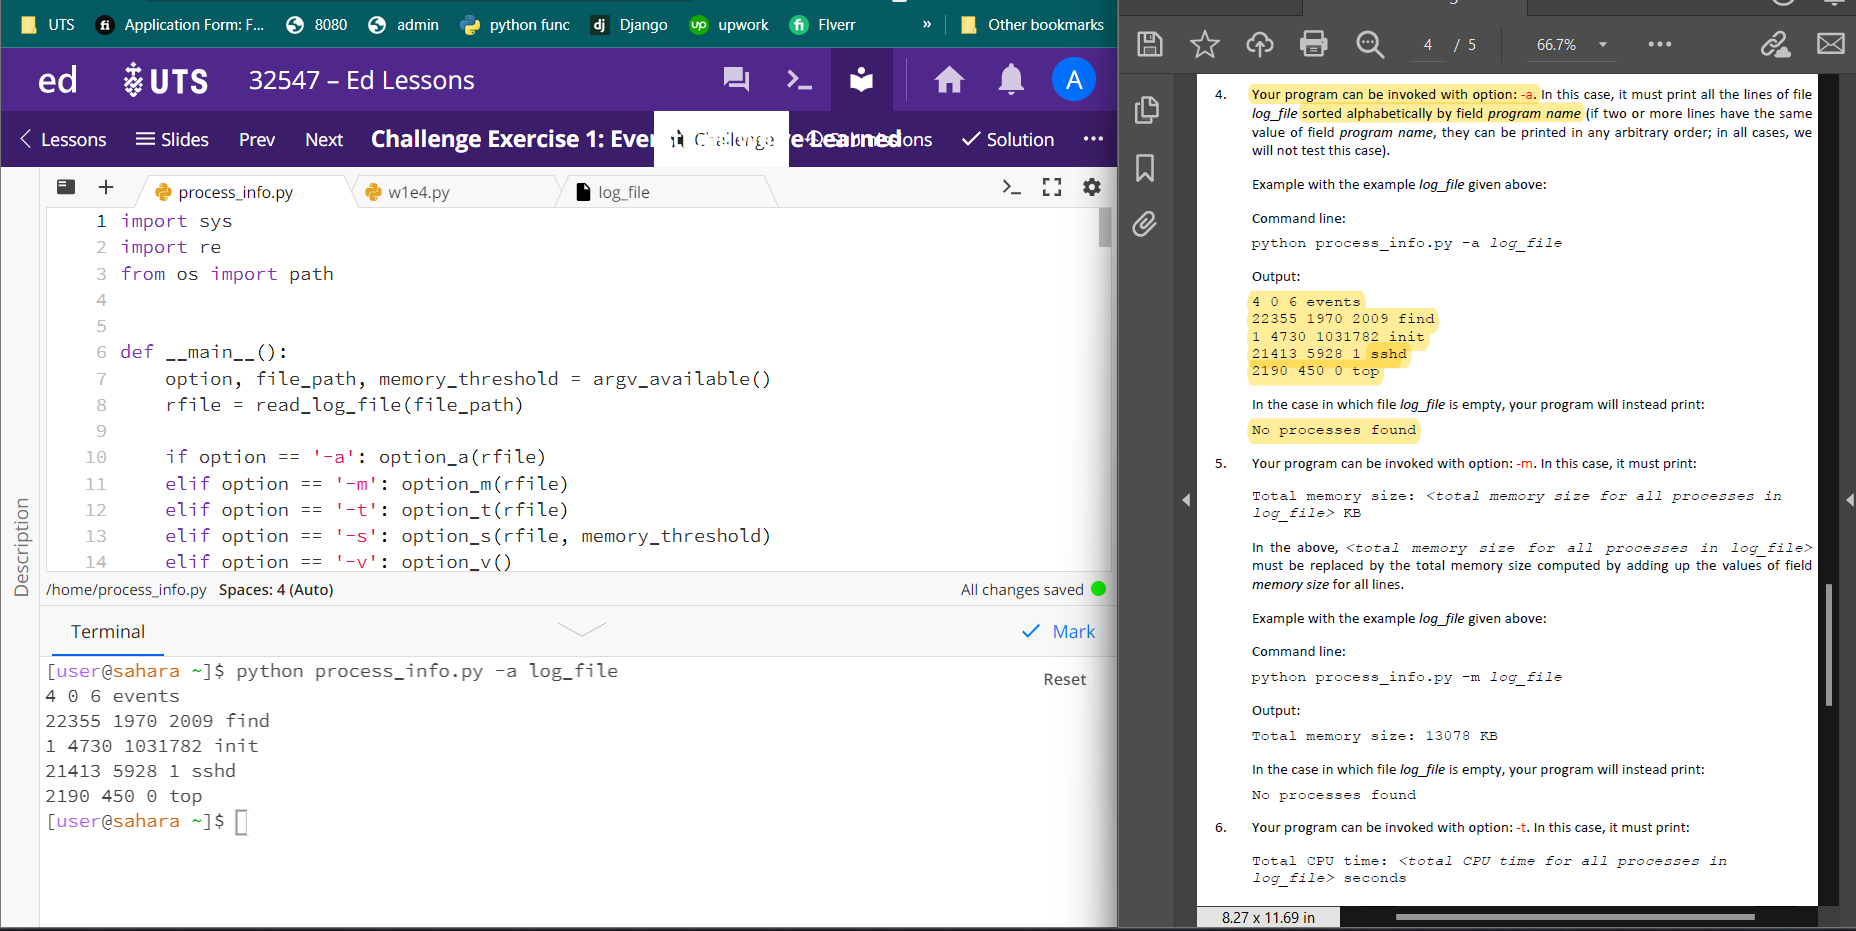 UTS
Application Form: F...
8080
admin
python func
Django
upwork
FIverr
»
Other bookmarks
ed UTS 32547 – Ed Lessons
A
Lessons
Slides
Prev
Next
Challenge Exercise 1: Ever
Challenge
e Learned
Solution
Description
process_info.py
w1e4.py
log_file
1 import sys
2 import re
3 from os import path
4
5
6 def __main__():
7 option, file_path, memory_threshold = argv_available()
8 rfile = read_log_file(file_path)
9
10 if option == '-a': option_a(rfile)
11 elif option == '-m': option_m(rfile)
12 elif option == '-t': option_t(rfile)
13 elif option == '-s': option_s(rfile, memory_threshold)
14 elif option == '-v': option_v()
/home/process_info.py Spaces: 4 (Auto)
All changes saved
Terminal
Mark
[user@sahara ~]$ python process_info.py -a log_file
Reset
4 0 6 events
22355 1970 2009 find
1 4730 1031782 init
21413 5928 1 sshd
2190 450 0 top
[user@sahara ~]$
4 / 5
66.7%
4. Your program can be invoked with option: -a. In this case, it must print all the lines of file
log_file sorted alphabetically by field program name (if two or more lines have the same
value of field program name, they can be printed in any arbitrary order; in all cases, we
will not test this case).
Example with the example log_file given above:
Command line:
python process_info.py -a log_file
Output:
4 0 6 events
22355 1970 2009 find
1 4730 1031782 init
21413 5928 1 sshd
2190 450 0 top
In the case in which file log_file is empty, your program will instead print:
No processes found
5. Your program can be invoked with option: -m. In this case, it must print:
Total memory size: <total memory size for all processes in
log_file> KB
In the above, <total memory size for all processes in log_file>
must be replaced by the total memory size computed by adding up the values of field
memory size for all lines.
Example with the example log_file given above:
Command line:
python process_info.py -m log_file
Output:
Total memory size: 13078 KB
In the case in which file log_file is empty, your program will instead print:
No processes found
6. Your program can be invoked with option: -t. In this case, it must print:
Total CPU time: <total CPU time for all processes in
log_file> seconds
8.27 x 11.69 in